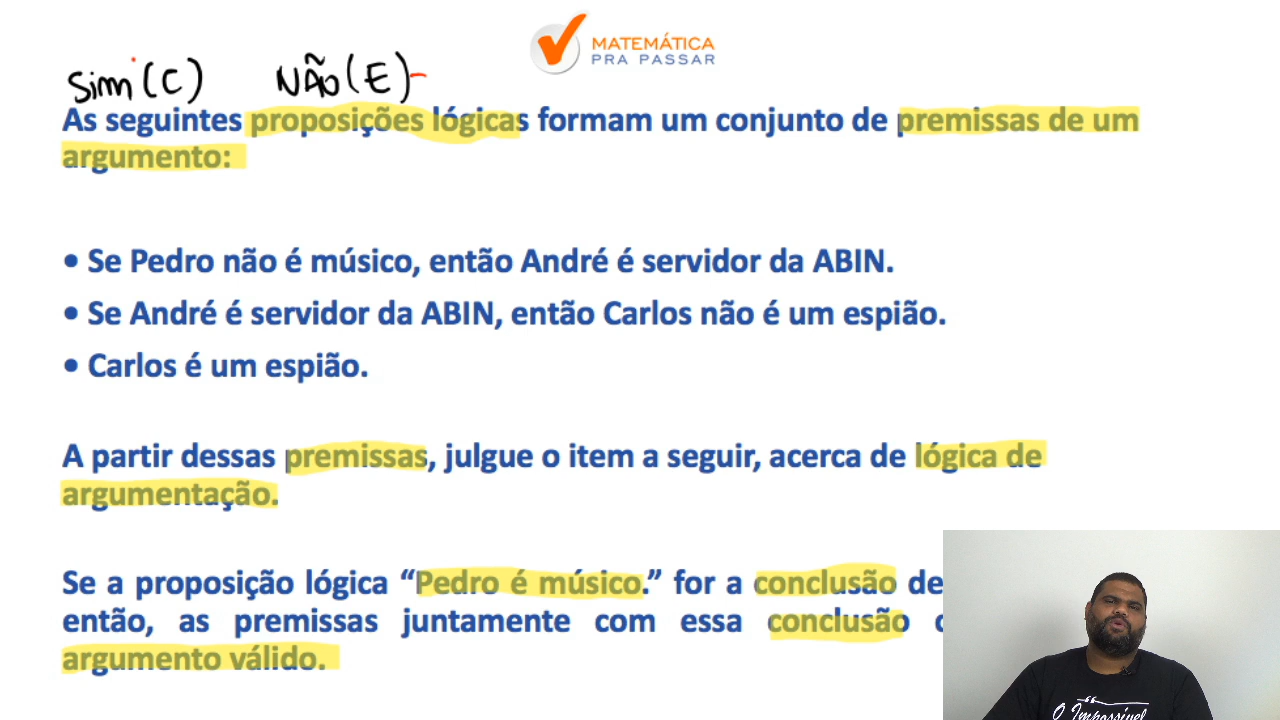 MATEMÁTICA
PRA PASSAR
Sim (C) NÃO (E)
As seguintes proposições lógicas formam um conjunto de premissas de um
argumento:
• Se Pedro não é músico, então André é servidor da ABIN.
• Se André é servidor da ABIN, então Carlos não é um espião.
• Carlos é um espião.
A partir dessas premissas, julgue o item a seguir, acerca de lógica de
argumentação.
Se a proposição lógica “Pedro é músico.” for a conclusão de
então, as premissas juntamente com essa conclusão
argumento válido.
“
O Impossível